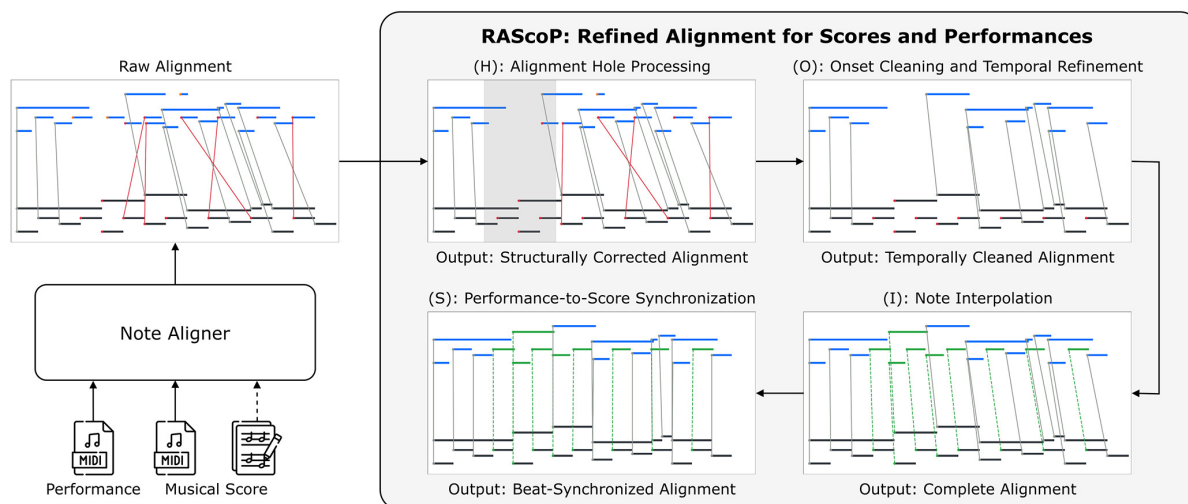 RAScoP: Refined Alignment for Scores and Performances
Raw Alignment
(H): Alignment Hole Processing
(O): Onset Cleaning and Temporal Refinement
Output: Structurally Corrected Alignment
Output: Temporally Cleaned Alignment
(S): Performance-to-Score Synchronization
(I): Note Interpolation
Note Aligner
MIDI
MIDI
Performance
Musical Score
Output: Beat-Synchronized Alignment
Output: Complete Alignment